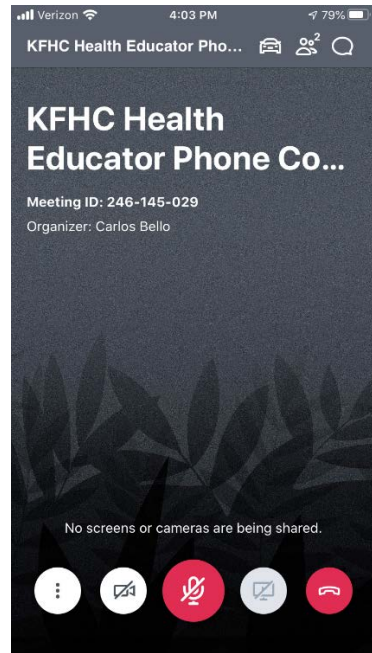 Verizon 4:03 PM 79%
KFHC Health Educator Pho... 2
KFHC Health
Educator Phone Co...
Meeting ID: 246-145-029
Organizer: Carlos Bello
No screens or cameras are being shared.